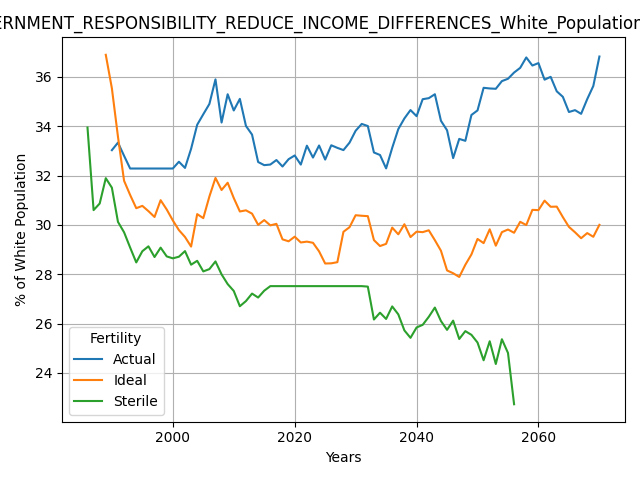 ERNMENT_RESPONSIBILITY_REDUCE_INCOME_DIFFERENCES_White_Population
% of White Population
36
34
32
30
28
26
24
Fertility
Actual
Ideal
Sterile
2000 2020 2040 2060
Years